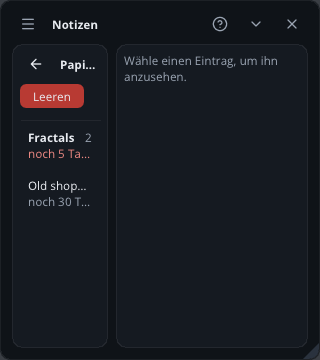 Notizen
Papi...
Leeren
Fractals 2
noch 5 Ta...
Old shop...
noch 30 T...
Wähle einen Eintrag, um ihn
anzusehen.